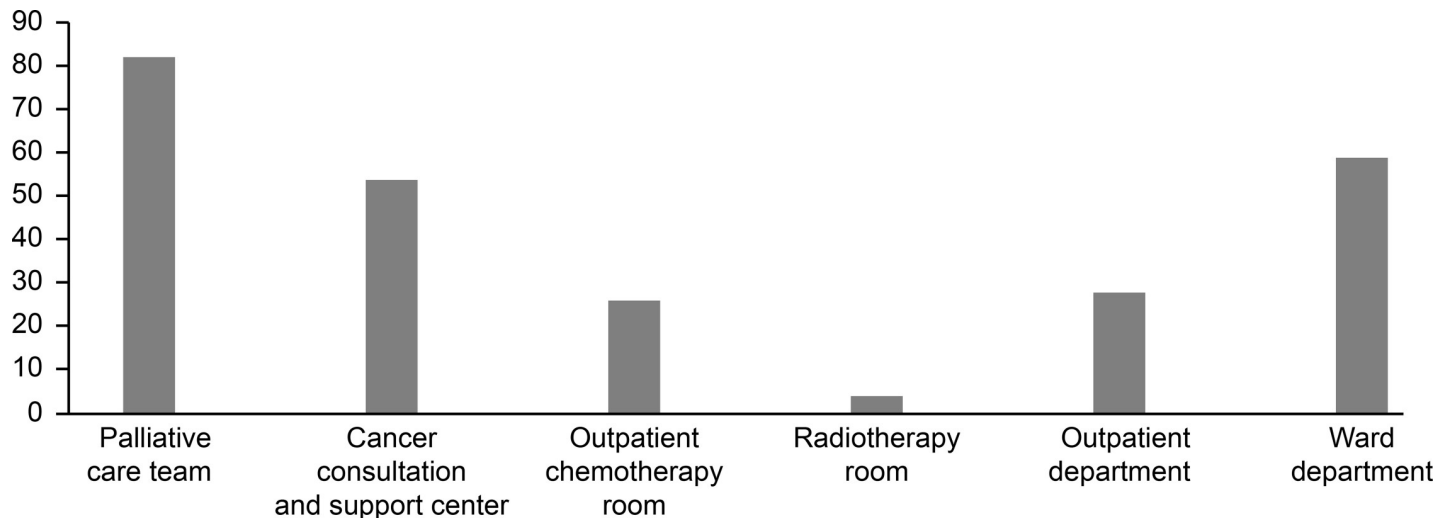 90
80
70
60
50
40
30
20
10
0
Palliative
care team
Cancer
consultation
and support center
Outpatient
chemotherapy
room
Radiotherapy
room
Outpatient
department
Ward
department